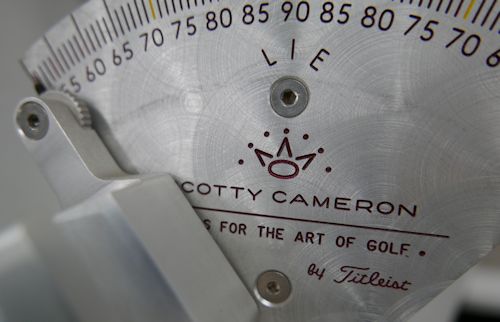 55 60 65 70 75 80 85 90 85 80 75 70 6
LIE
COTTY CAMERON
FOR THE ART OF GOLF.
by Titleist